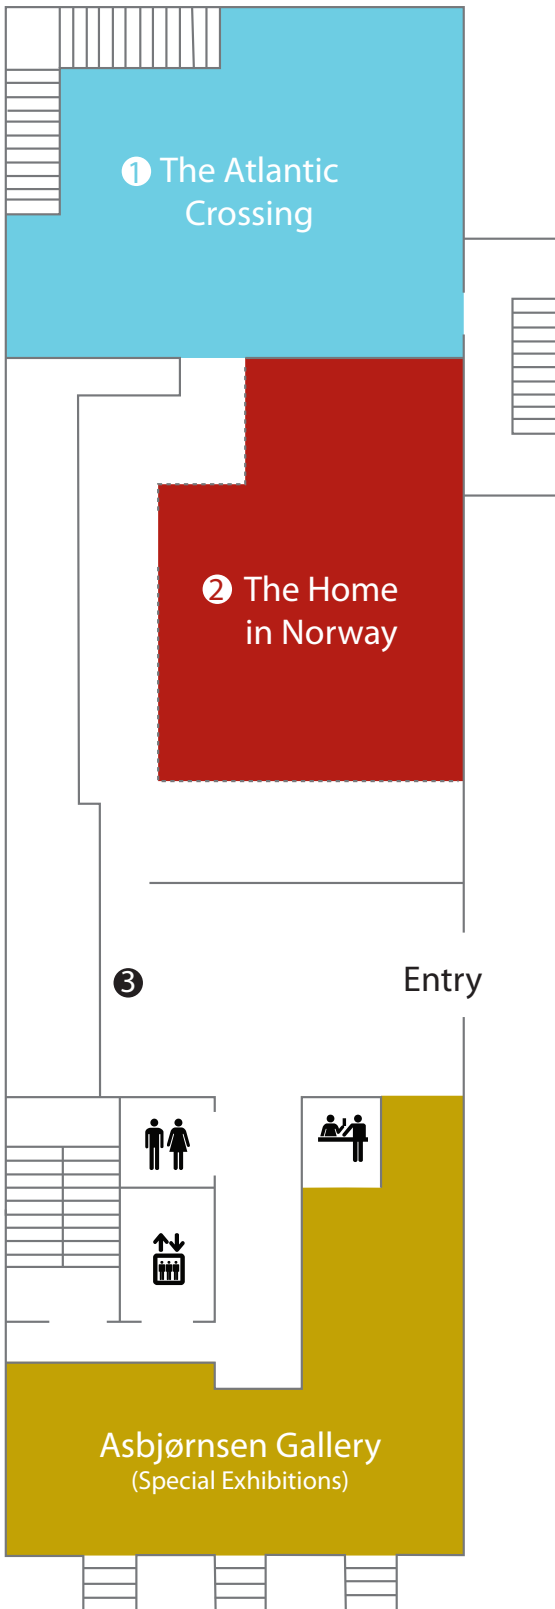 1 The Atlantic
Crossing
2 The Home
in Norway
3
Entry
Asbjørnsen Gallery
(Special Exhibitions)